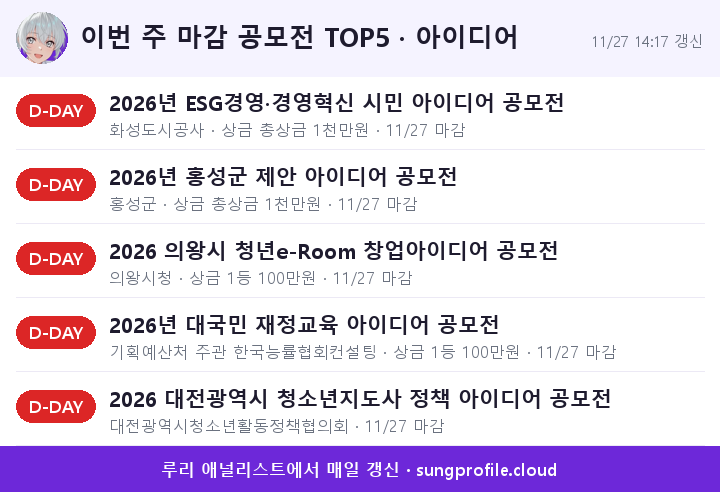 이번 주 마감 공모전 TOP5 · 아이디어
11/27 14:17 갱신
D-DAY
2026년 ESG경영·경영혁신 시민 아이디어 공모전
화성도시공사 · 상금 총상금 1천만원 · 11/27 마감
D-DAY
2026년 홍성군 제안 아이디어 공모전
홍성군 · 상금 총상금 1천만원 · 11/27 마감
D-DAY
2026 의왕시 청년e-Room 창업아이디어 공모전
의왕시청 · 상금 1등 100만원 · 11/27 마감
D-DAY
2026년 대국민 재정교육 아이디어 공모전
기획예산처 주관 한국능률협회컨설팅 · 상금 1등 100만원 · 11/27 마감
D-DAY
2026 대전광역시 청소년지도사 정책 아이디어 공모전
대전광역시청소년활동정책협의회 · 11/27 마감
루리 애널리스트에서 매일 갱신 · sungprofile.cloud